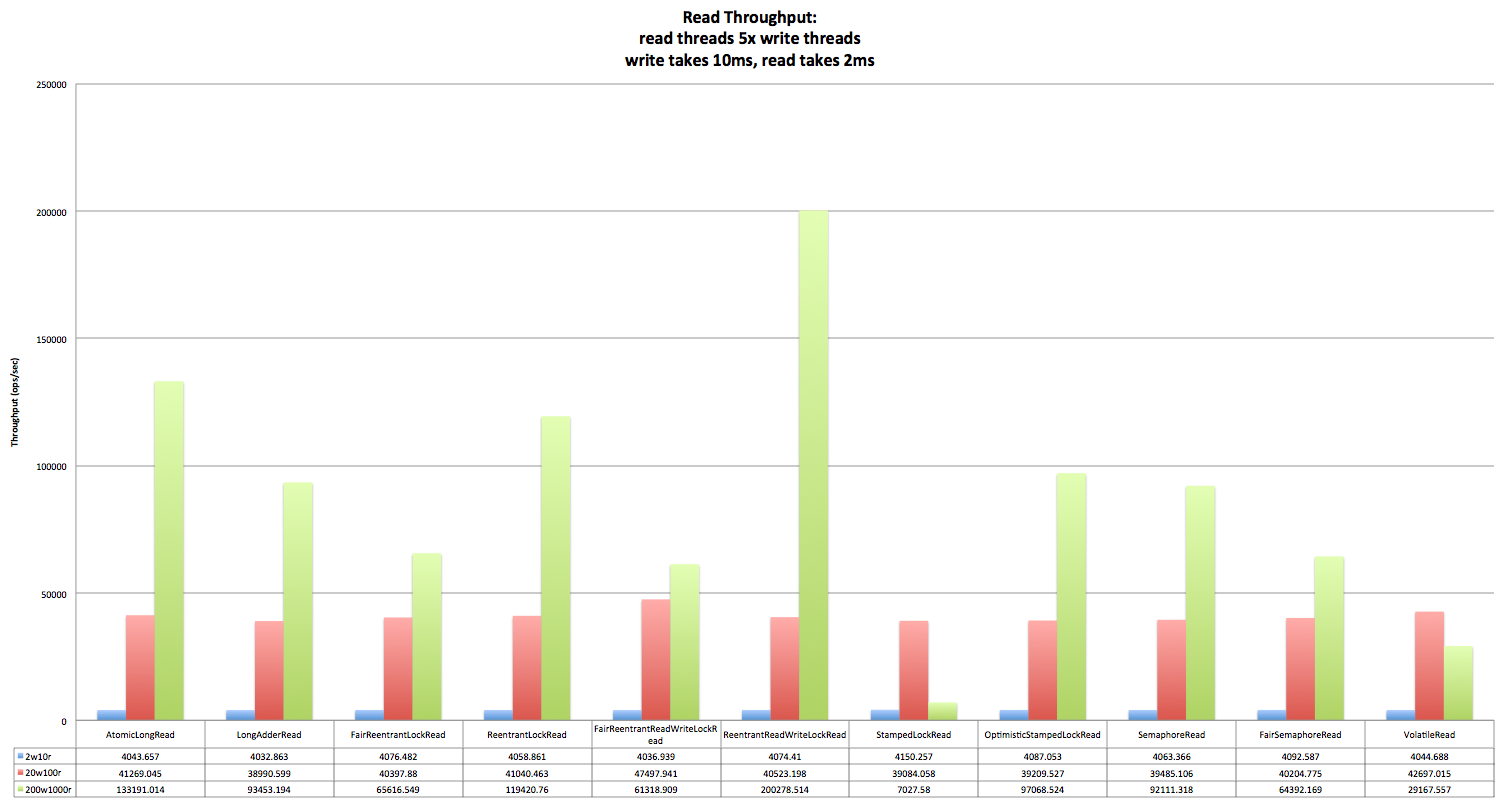 Read Throughput:
read threads 5x write threads
write takes 10ms, read takes 2ms
250000
200000
150000
100000
50000
0
Throughput (ops/sec)
AtomicLongRead LongAdderRead FairReentrantLockRead ReentrantLockRead FairReentrantReadWriteLockR
ead ReentrantReadWriteLockRead StampedLockRead OptimisticStampedLockRead SemaphoreRead FairSemaphoreRead VolatileRead
2w10r 4043.657 4032.863 4076.482 4058.861 4036.939 4074.41 4150.257 4087.053 4063.366 4092.587 4044.688
20w100r 41269.045 38990.599 40397.88 41040.463 47497.941 40523.198 39084.058 39209.527 39485.106 40204.775 42697.015
200w1000r 133191.014 93453.194 65616.549 119420.76 61318.909 200278.514 7027.58 97068.524 92111.318 64392.169 29167.557